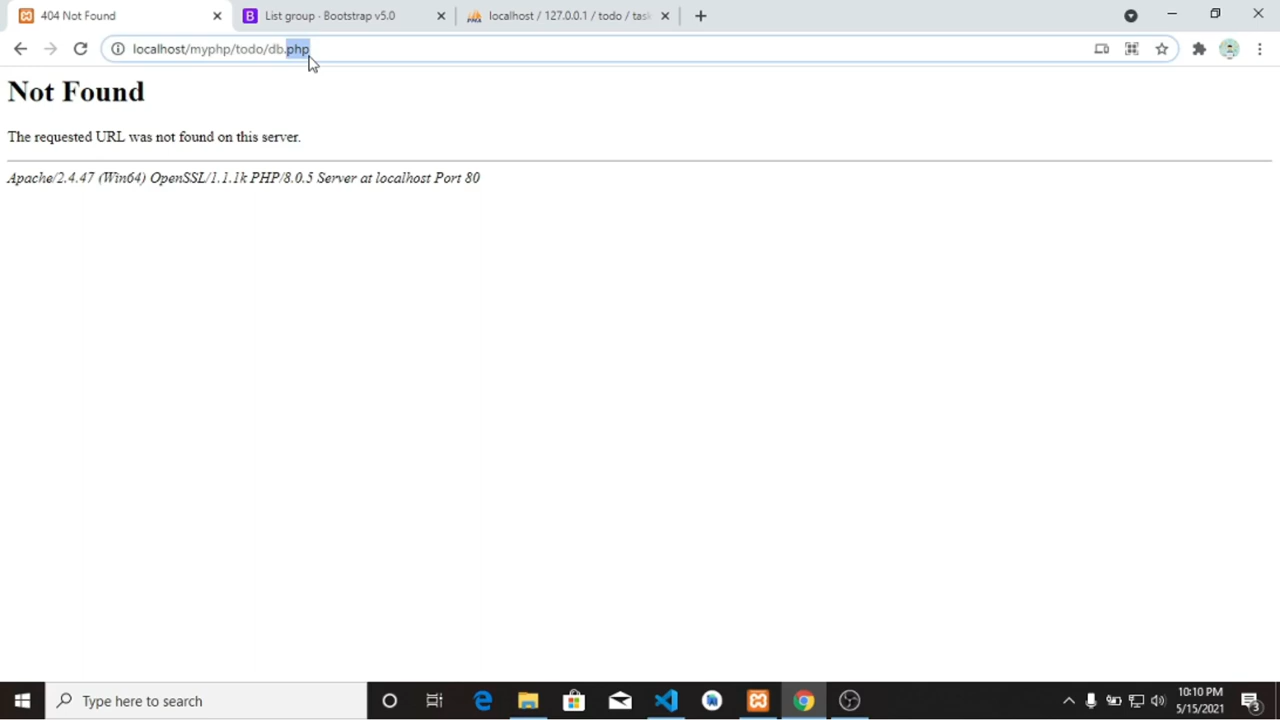 404 Not Found
List group · Bootstrap v5.0
localhost / 127.0.0.1 / todo / task
localhost/myphp/todo/db.php
Not Found
The requested URL was not found on this server.
Apache/2.4.47 (Win64) OpenSSL/1.1.1k PHP/8.0.5 Server at localhost Port 80
Type here to search
10:10 PM
5/15/2021
3